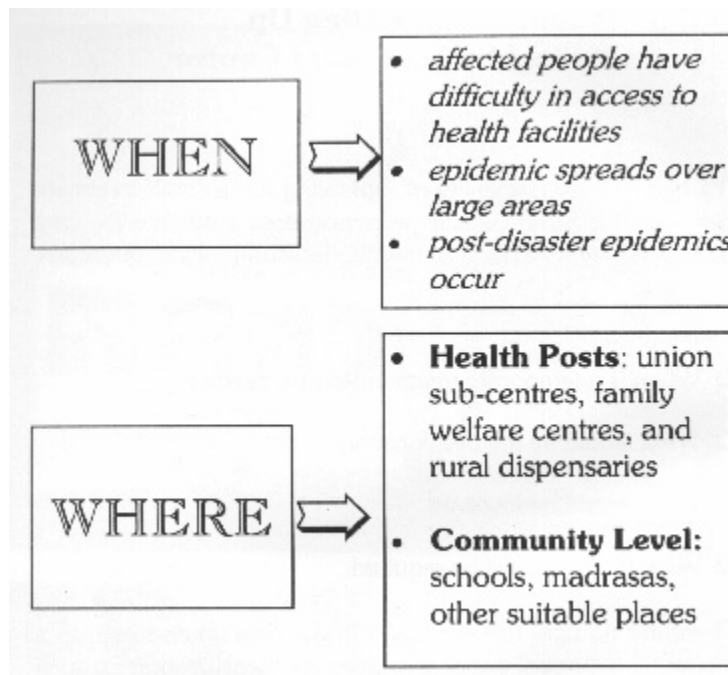 WHEN
• affected people have
difficulty in access to
health facilities
• epidemic spreads over
large areas
• post-disaster epidemics
occur
WHERE
• Health Posts: union
sub-centres, family
welfare centres, and
rural dispensaries
• Community Level:
schools, madrasas,
other suitable places